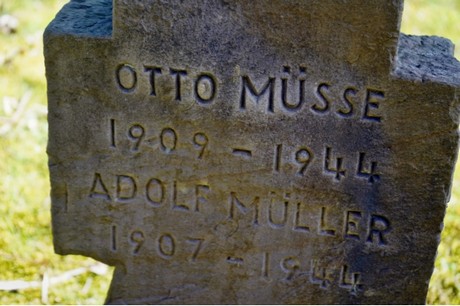 OTTO MÜSSE
1909 - 1944
ADOLF MÜLLER
1907 - 1944